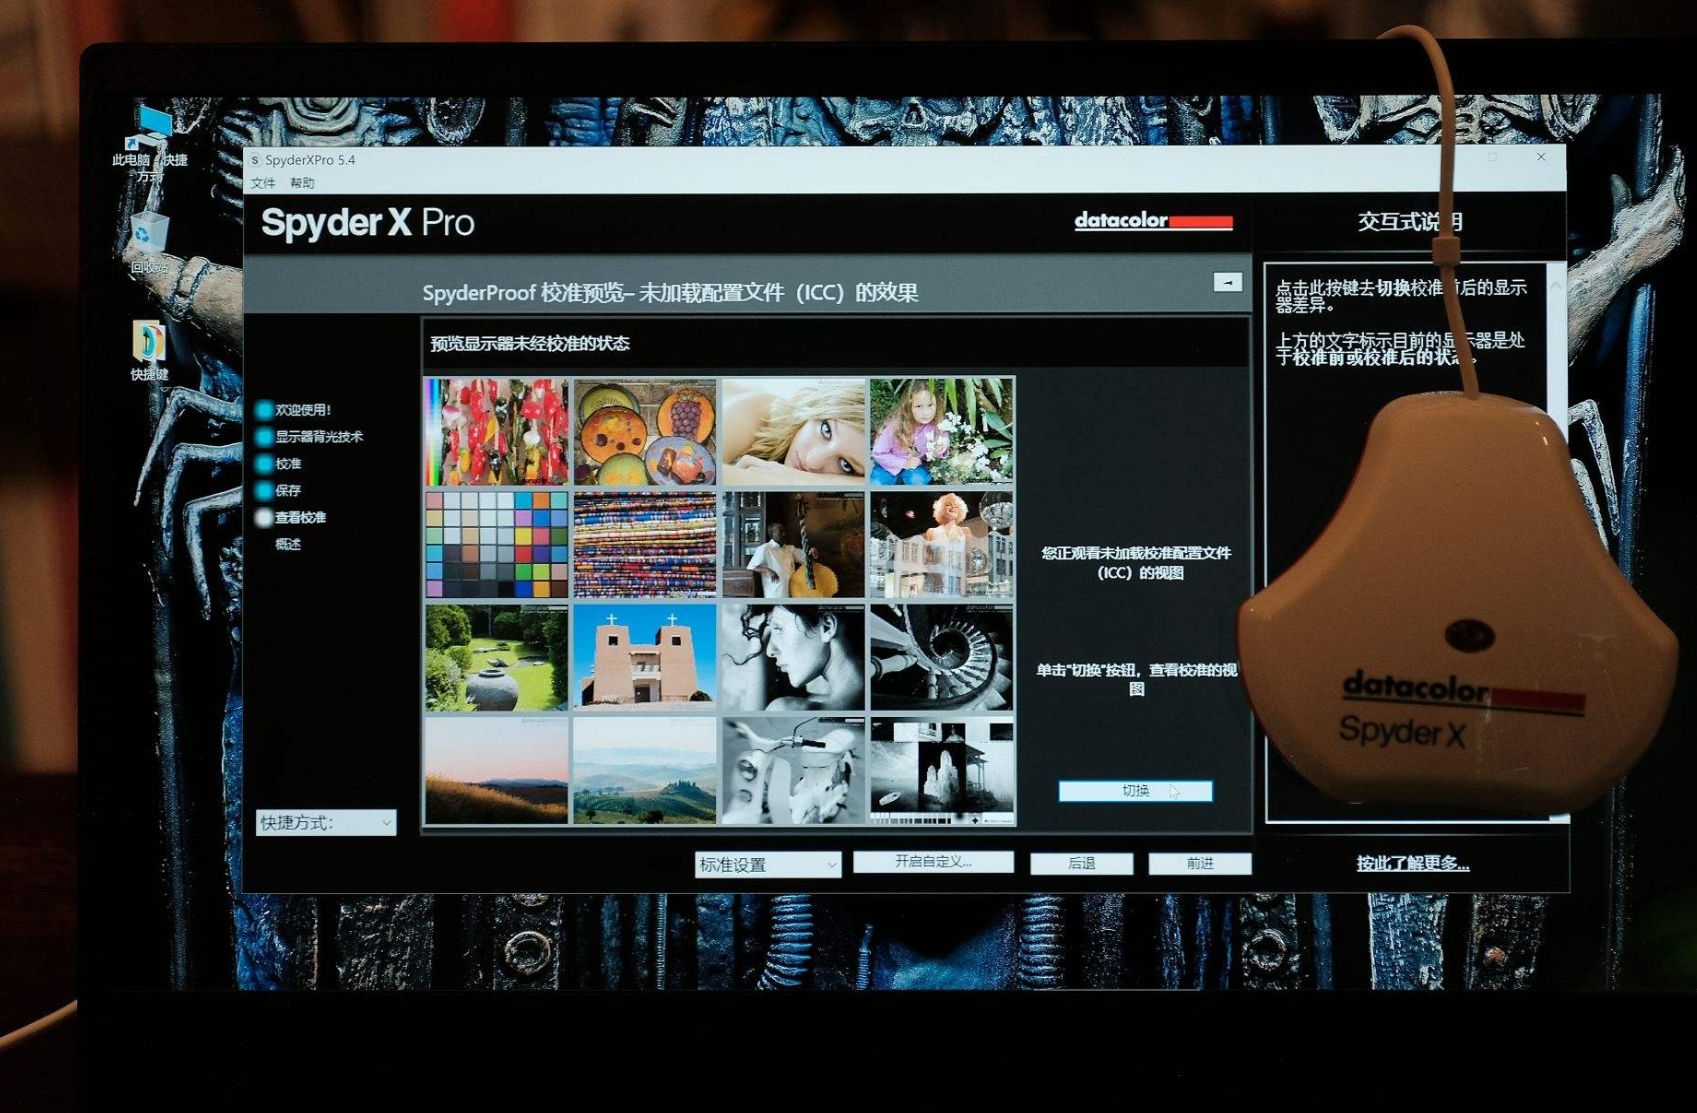 此电脑 快捷
方式
SpyderXPro 5.4
文件 帮助
SpyderX Pro
datacolor
交互式说明
回收站
SpyderProof 校准预览– 未加载配置文件（ICC）的效果
点击此按键去切换校准前后的显示
器差异。
预览显示器未经校准的状态
上方的文字标示目前的显示器是处
于校准前或校准后的状态。
快捷键
欢迎使用！
显示器背光技术
校准
保存
查看校准
概述
您正观看未加载校准配置文件
（ICC）的视图
单击“切换”按钮，查看校准的视
图
datacolor
Spyder X
切换
快捷方式：
标准设置
开启自定义...
后退
前进
按此了解更多...